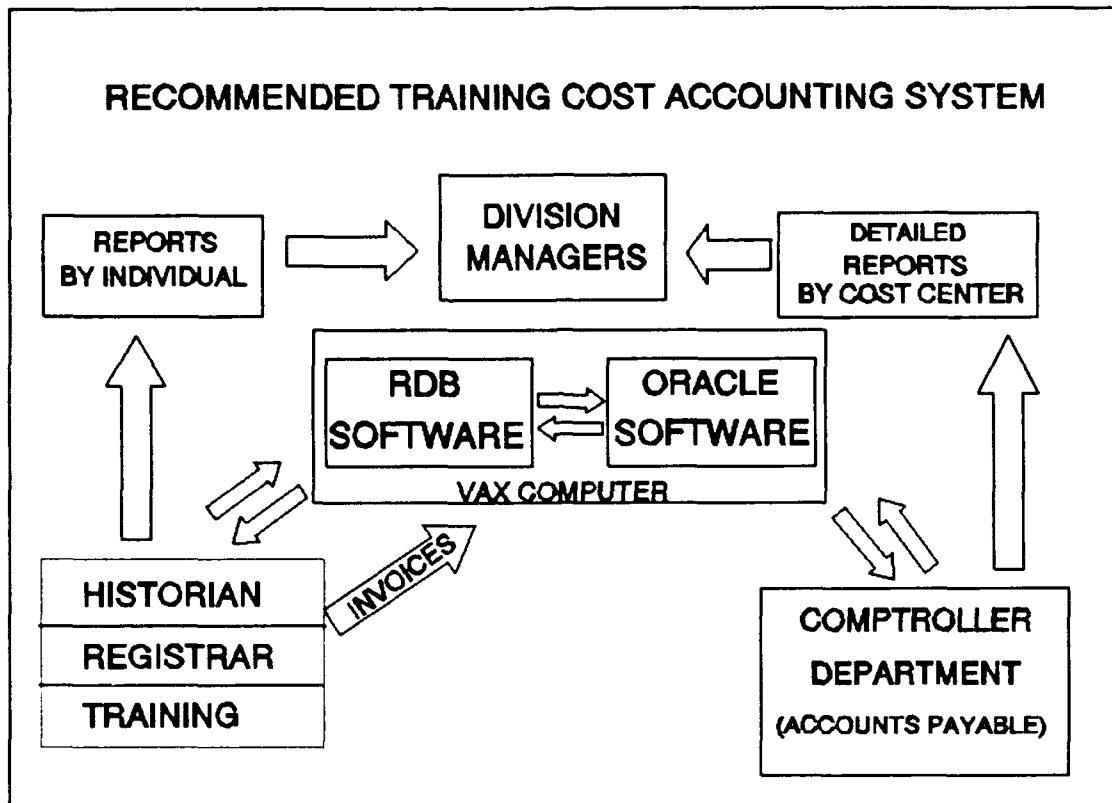 RECOMMENDED TRAINING COST ACCOUNTING SYSTEM
REPORTS
BY INDIVIDUAL
DIVISION
MANAGERS
DETAILED
REPORTS
BY COST CENTER
RDB
SOFTWARE
ORACLE
SOFTWARE
VAX COMPUTER
INVOICES
HISTORIAN
REGISTRAR
TRAINING
COMPTROLLER
DEPARTMENT
(ACCOUNTS PAYABLE)